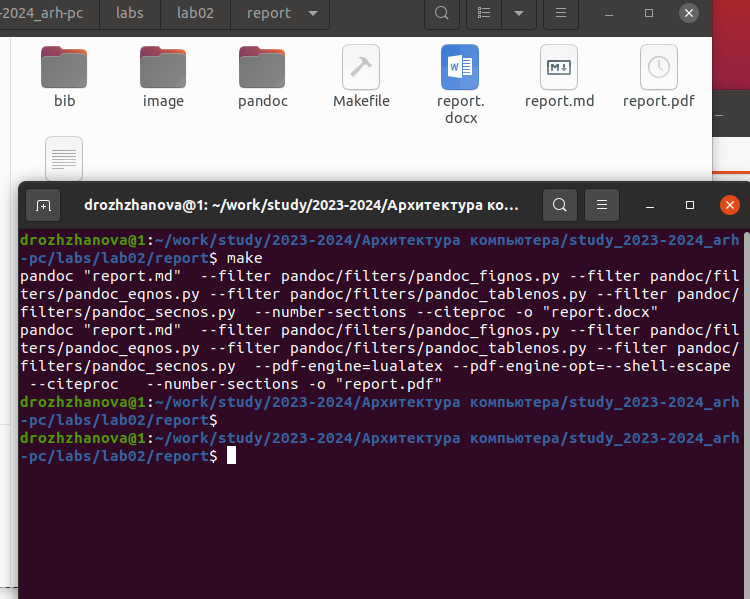 -2024_arh-pc labs lab02 report
bib image pandoc Makefile report.docx report.md report.pdf
drozhzhanova@1: ~/work/study/2023-2024/Архитектура ко...
drozhzhanova@1:~/work/study/2023-2024/Архитектура компьютера/study_2023-2024_arh
-pc/labs/lab02/report$ make
pandoc "report.md"  --filter pandoc/filters/pandoc_fignos.py --filter pandoc/fil
ters/pandoc_eqnos.py --filter pandoc/filters/pandoc_tablenos.py --filter pandoc/
filters/pandoc_secnos.py  --number-sections --citeproc -o "report.docx"
pandoc "report.md"  --filter pandoc/filters/pandoc_fignos.py --filter pandoc/fil
ters/pandoc_eqnos.py --filter pandoc/filters/pandoc_tablenos.py --filter pandoc/
filters/pandoc_secnos.py  --pdf-engine=lualatex --pdf-engine-opt=--shell-escape
 --citeproc   --number-sections -o "report.pdf"
drozhzhanova@1:~/work/study/2023-2024/Архитектура компьютера/study_2023-2024_arh
-pc/labs/lab02/report$
drozhzhanova@1:~/work/study/2023-2024/Архитектура компьютера/study_2023-2024_arh
-pc/labs/lab02/report$